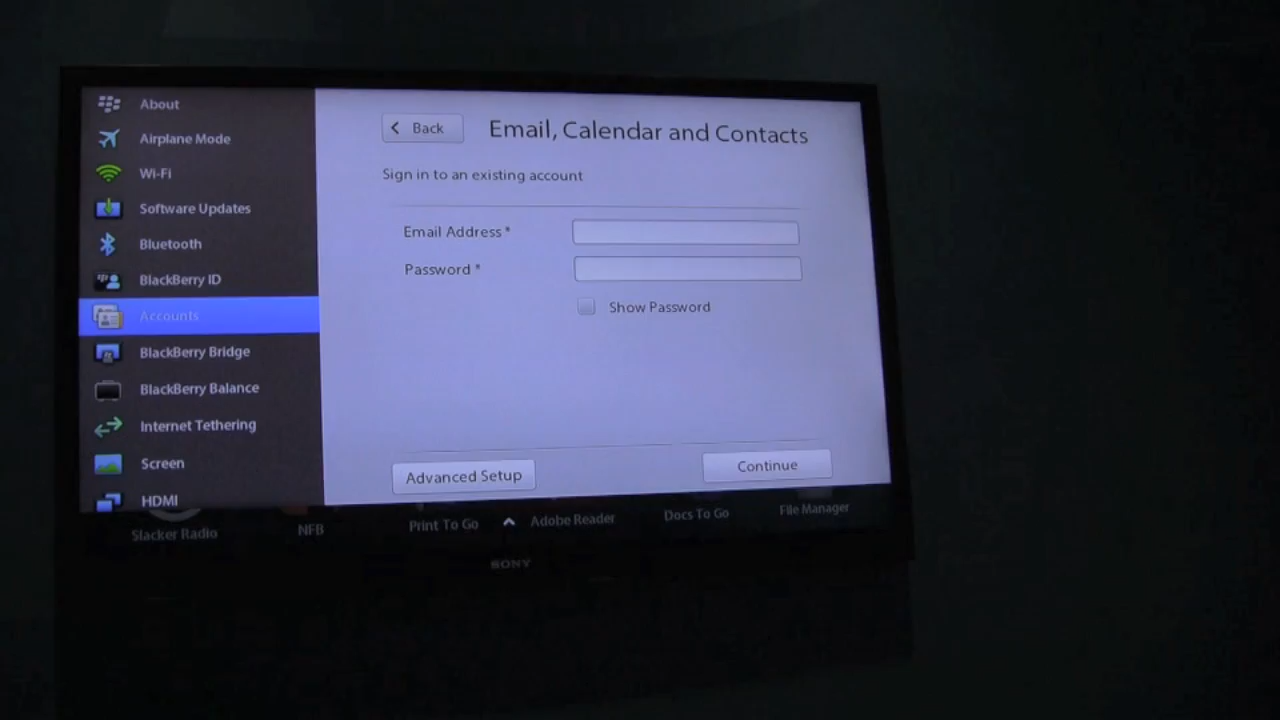 About
Airplane Mode
Wi-Fi
Software Updates
Bluetooth
BlackBerry ID
Accounts
BlackBerry Bridge
BlackBerry Balance
Internet Tethering
Screen
HDMI
Back
Email, Calendar and Contacts
Sign in to an existing account
Email Address *
Password *
Show Password
Advanced Setup
Continue
Slacker Radio
NFB
Print To Go
Adobe Reader
Docs To Go
File Manager
SONY